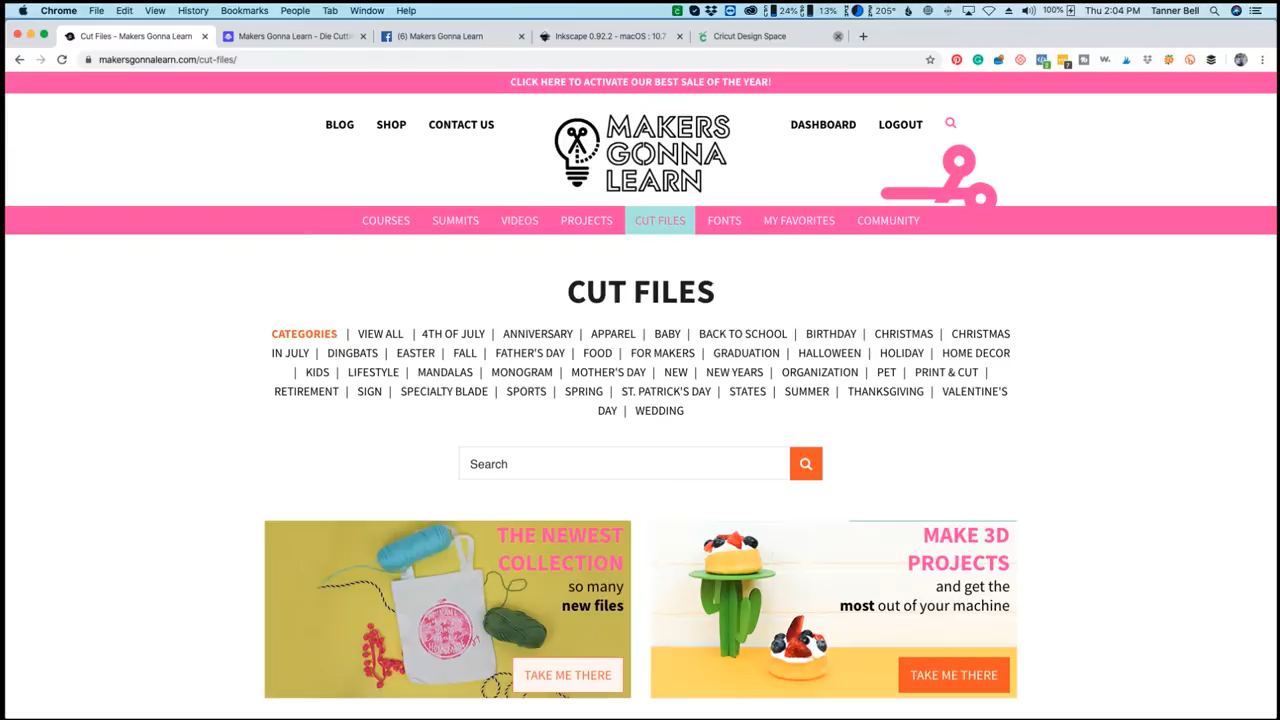 Chrome File Edit View History Bookmarks People Tab Window Help 24% 13% 205° 100% Thu 2:04 PM Tanner Bell
Cut Files - Makers Gonna Learn Makers Gonna Learn - Die Cuttin (6) Makers Gonna Learn Inkscape 0.92.2 - macOS : 10.7 Cricut Design Space
makersgonnalearn.com/cut-files/
CLICK HERE TO ACTIVATE OUR BEST SALE OF THE YEAR!
BLOG SHOP CONTACT US DASHBOARD LOGOUT
MAKERS
GONNA
LEARN
COURSES SUMMITS VIDEOS PROJECTS CUT FILES FONTS MY FAVORITES COMMUNITY
CUT FILES
CATEGORIES | VIEW ALL | 4TH OF JULY | ANNIVERSARY | APPAREL | BABY | BACK TO SCHOOL | BIRTHDAY | CHRISTMAS | CHRISTMAS
IN JULY | DINGBATS | EASTER | FALL | FATHER'S DAY | FOOD | FOR MAKERS | GRADUATION | HALLOWEEN | HOLIDAY | HOME DECOR
| KIDS | LIFESTYLE | MANDALAS | MONOGRAM | MOTHER'S DAY | NEW | NEW YEARS | ORGANIZATION | PET | PRINT & CUT |
RETIREMENT | SIGN | SPECIALTY BLADE | SPORTS | SPRING | ST. PATRICK'S DAY | STATES | SUMMER | THANKSGIVING | VALENTINE'S
DAY | WEDDING
Search
THE NEWEST
COLLECTION
so many
new files
TAKE ME THERE
MAKE 3D
PROJECTS
and get the
most out of your machine
TAKE ME THERE